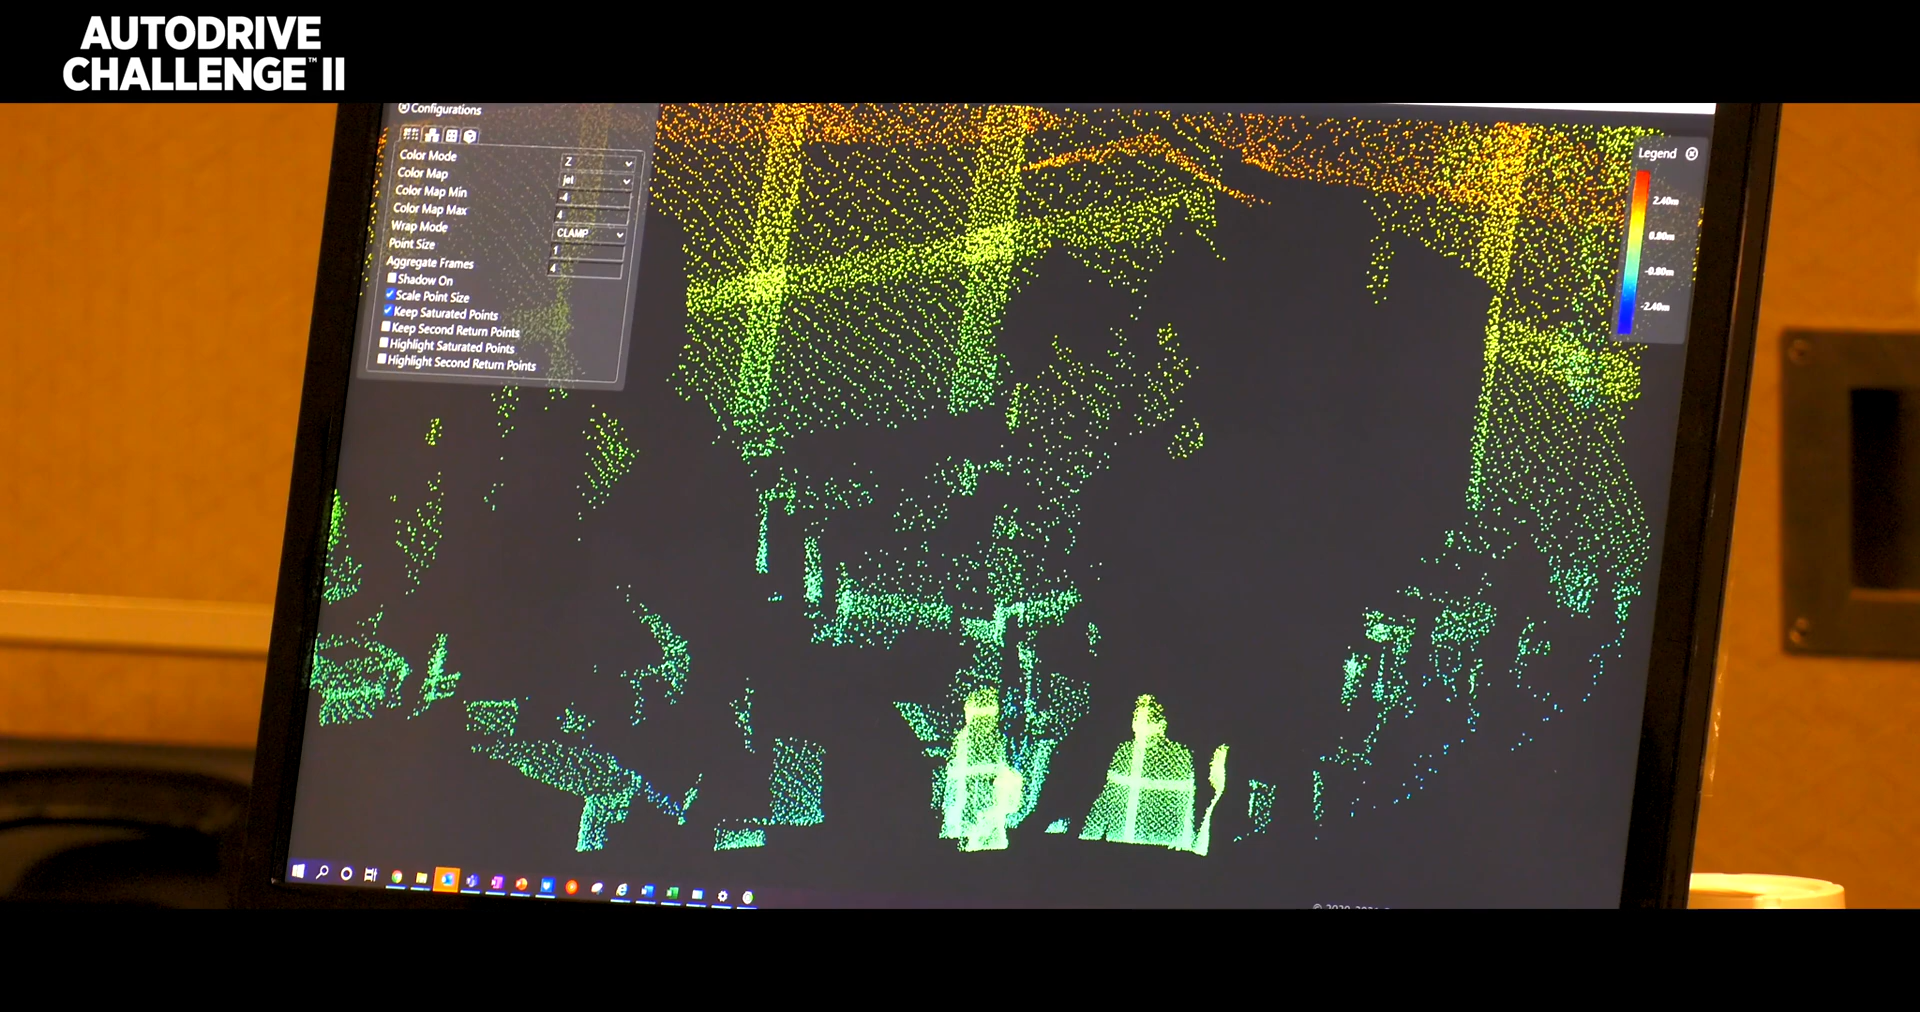 AUTODRIVE
CHALLENGE™ II
Configurations
Color Mode Z
Color Map jet
Color Map Min -4
Color Map Max 4
Wrap Mode CLAMP
Point Size 1
Aggregate Frames 4
Shadow On
Scale Point Size
Keep Saturated Points
Keep Second Return Points
Highlight Saturated Points
Highlight Second Return Points
Legend
2.40m
0.80m
-0.80m
-2.40m